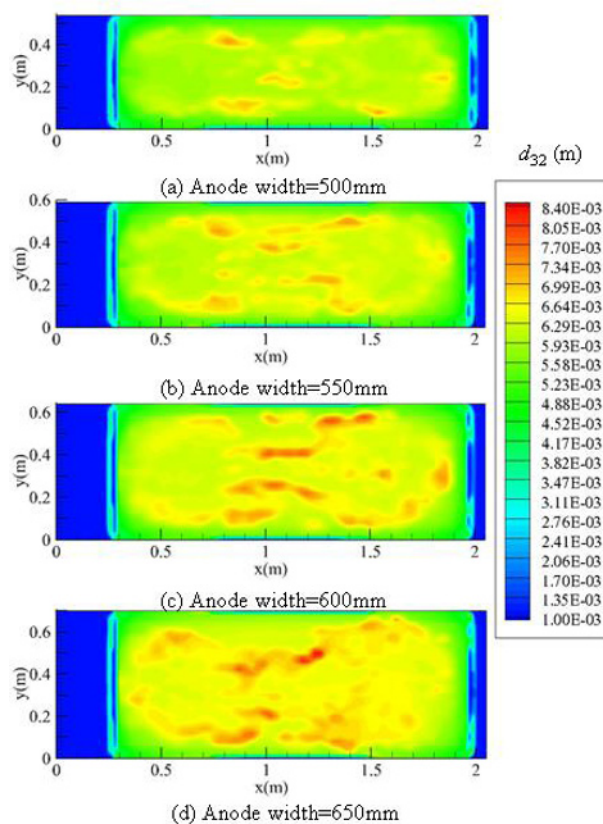 0.4
0.2
0
y(m)
0 0.5 1 1.5 2
x(m)
(a) Anode width=500mm
0.6
0.4
0.2
0
y(m)
0 0.5 1 1.5 2
x(m)
(b) Anode width=550mm
0.6
0.4
0.2
0
y(m)
0 0.5 1 1.5 2
x(m)
(c) Anode width=600mm
0.6
0.4
0.2
0
y(m)
0 0.5 1 1.5 2
x(m)
(d) Anode width=650mm
d32 (m)
8.40E-03
8.05E-03
7.70E-03
7.34E-03
6.99E-03
6.64E-03
6.29E-03
5.93E-03
5.58E-03
5.23E-03
4.88E-03
4.52E-03
4.17E-03
3.82E-03
3.47E-03
3.11E-03
2.76E-03
2.41E-03
2.06E-03
1.70E-03
1.35E-03
1.00E-03